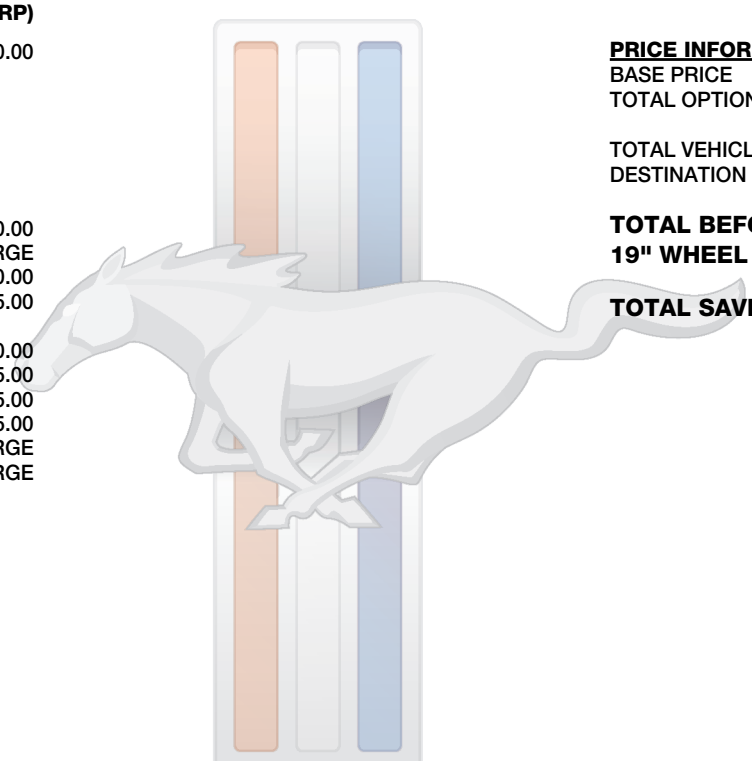 RP)
0.00
0.00
RGE
0.00
5.00
0.00
5.00
5.00
5.00
RGE
RGE
PRICE INFOR
BASE PRICE
TOTAL OPTION
TOTAL VEHICL
DESTINATION
TOTAL BEFO
19" WHEEL
TOTAL SAVI